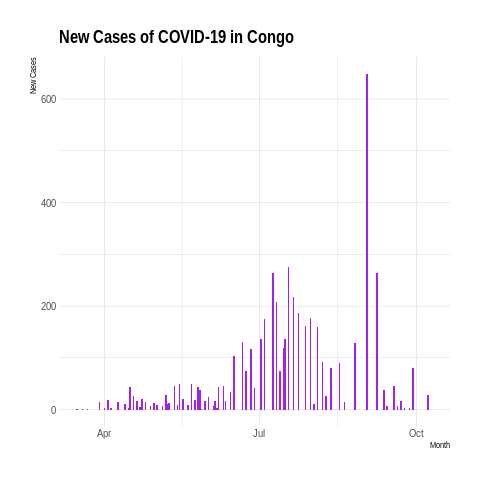 New Cases of COVID-19 in Congo
New Cases
600
400
200
0
Apr
Jul
Oct
Month